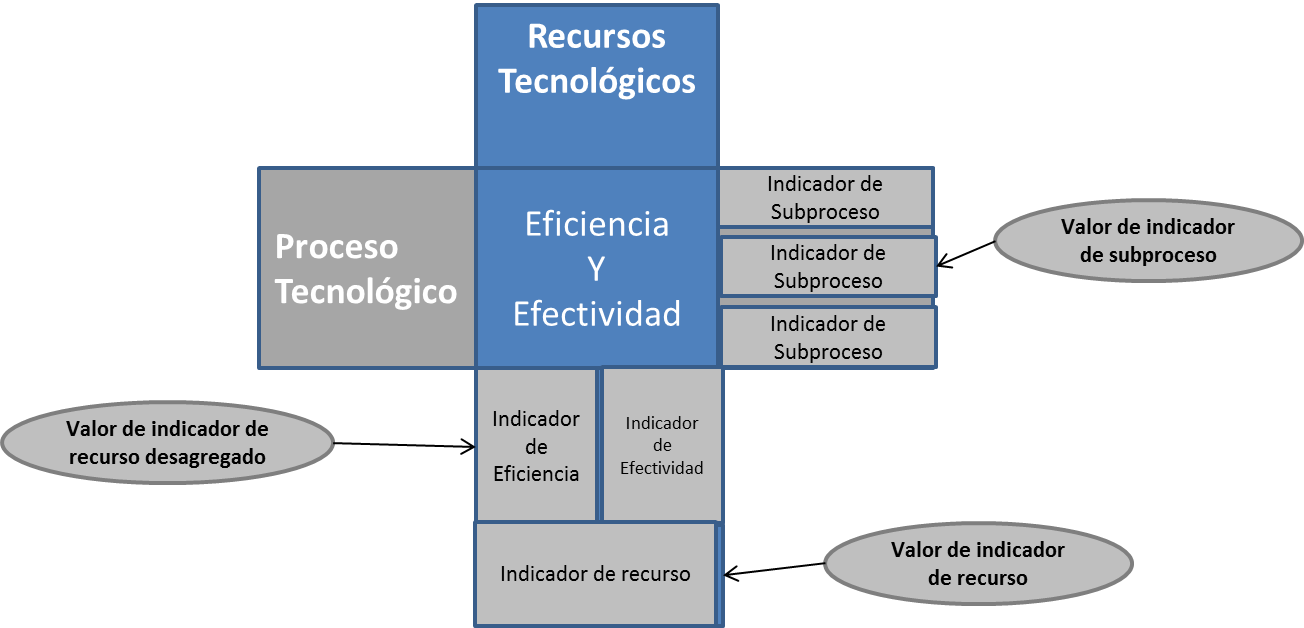 Recursos
Tecnológicos
Proceso
Tecnológico
Eficiencia
Y
Efectividad
Indicador de
Subproceso
Indicador de
Subproceso
Indicador de
Subproceso
Valor de indicador
de subproceso
Valor de indicador de
recurso desagregado
Indicador
de
Eficiencia
Indicador
de
Efectividad
Indicador de recurso
Valor de indicador
de recurso